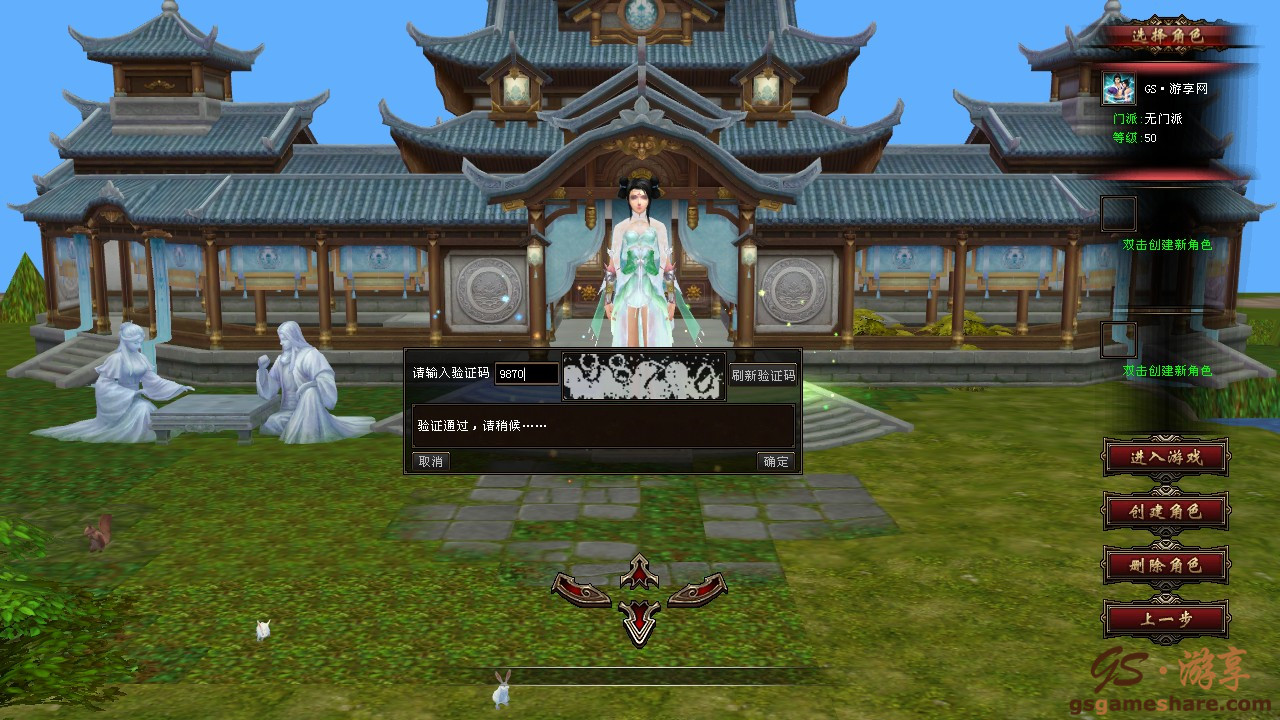 选择角色
GS·游享网
门派:无门派
等级:50
双击创建新角色
双击创建新角色
请输入验证码 9870 刷新验证码
验证通过，请稍候……
取消 确定
进入游戏
创建角色
删除角色
上一步
GS·游享
gsgameshare.com